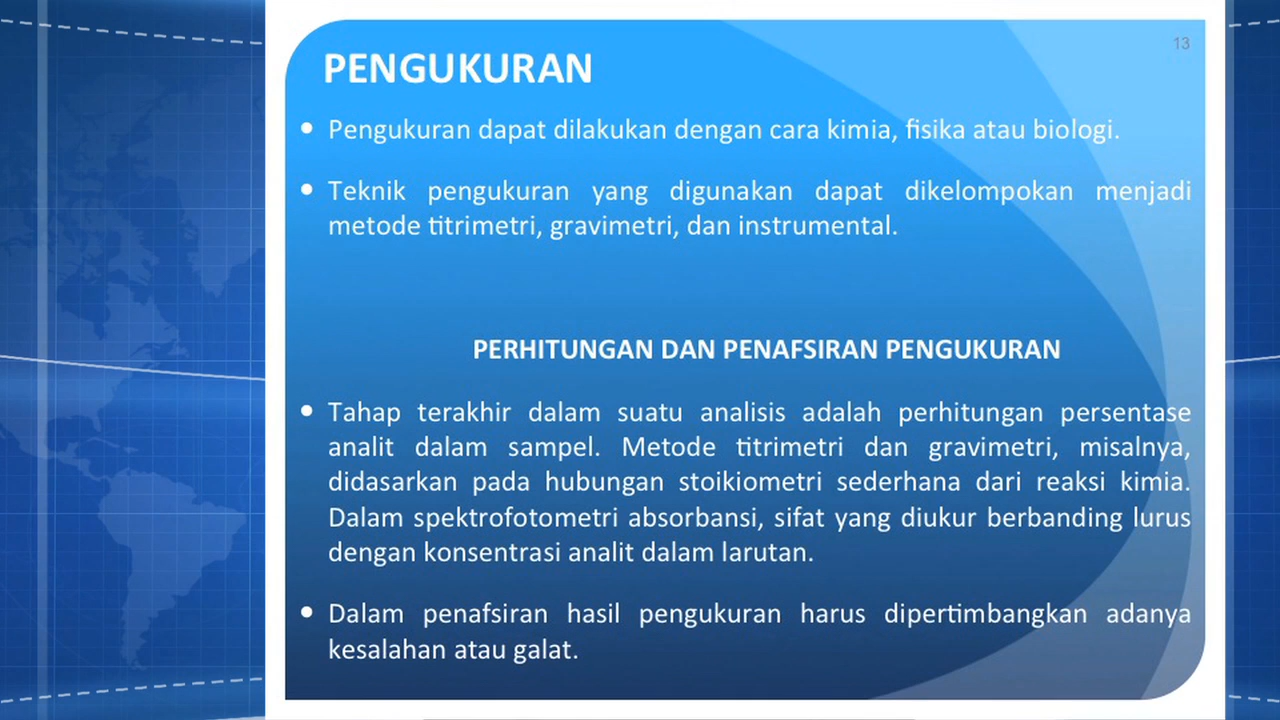 13
PENGUKURAN
• Pengukuran dapat dilakukan dengan cara kimia, fisika atau biologi.
• Teknik pengukuran yang digunakan dapat dikelompokan menjadi
metode titrimetri, gravimetri, dan instrumental.
PERHITUNGAN DAN PENAFSIRAN PENGUKURAN
• Tahap terakhir dalam suatu analisis adalah perhitungan persentase
analit dalam sampel. Metode titrimetri dan gravimetri, misalnya,
didasarkan pada hubungan stoikiometri sederhana dari reaksi kimia.
Dalam spektrofotometri absorbansi, sifat yang diukur berbanding lurus
dengan konsentrasi analit dalam larutan.
• Dalam penafsiran hasil pengukuran harus dipertimbangkan adanya
kesalahan atau galat.